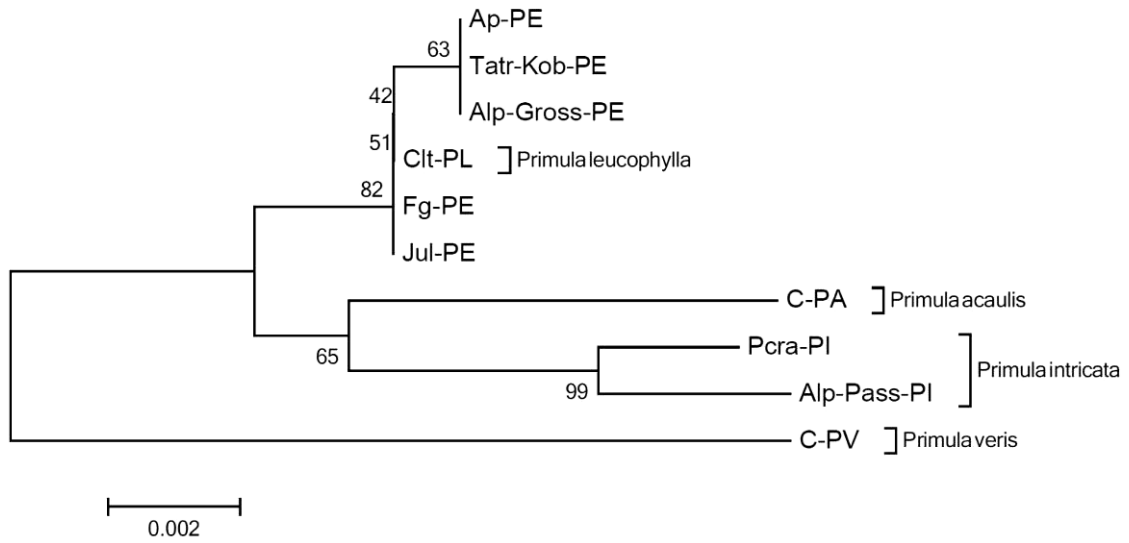 Ap-PE
63
Tatr-Kob-PE
42
Alp-Gross-PE
51
Clt-PL Primula leucophylla
82
Fg-PE
Jul-PE
C-PA Primula acaulis
Pcra-PI
65
Primula intricata
99
Alp-Pass-PI
C-PV Primula veris
0.002